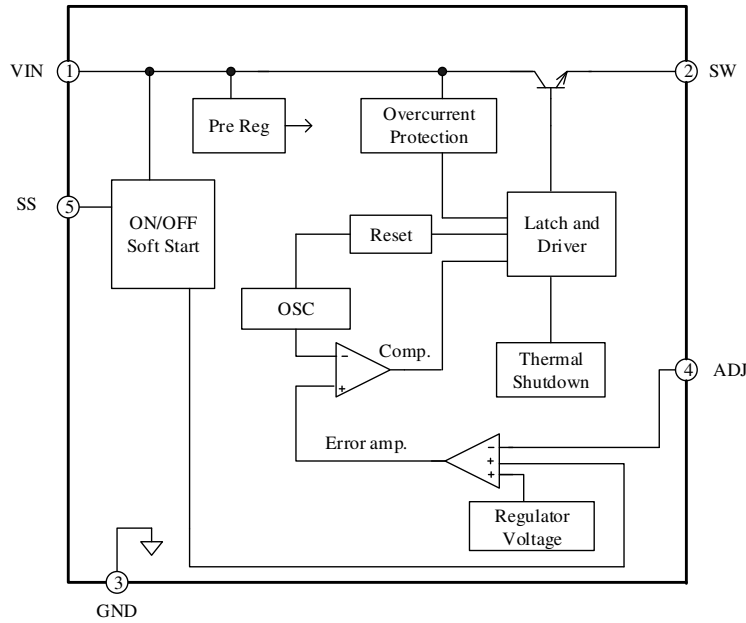 VIN
1
2
SW
Pre Reg
Overcurrent
Protection
SS
5
ON/OFF
Soft Start
Reset
Latch and
Driver
OSC
−
Comp.
+
Thermal
Shutdown
4
ADJ
Error amp.
−
+
+
Regulator
Voltage
3
GND